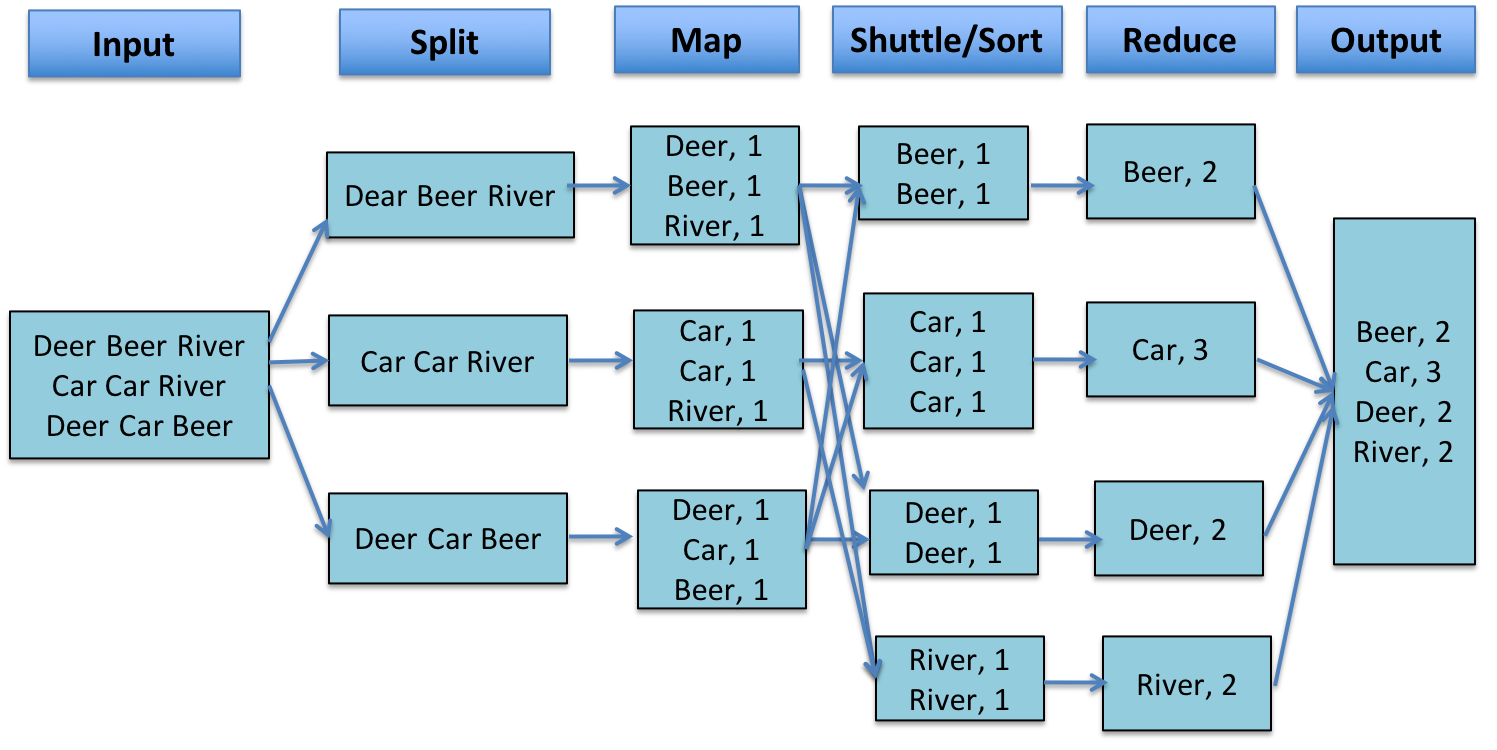 Input
Split
Map
Shuttle/Sort
Reduce
Output
Deer Beer River
Car Car River
Deer Car Beer
Dear Beer River
Car Car River
Deer Car Beer
Deer, 1
Beer, 1
River, 1
Car, 1
Car, 1
River, 1
Deer, 1
Car, 1
Beer, 1
Beer, 1
Beer, 1
Car, 1
Car, 1
Car, 1
Deer, 1
Deer, 1
River, 1
River, 1
Beer, 2
Car, 3
Deer, 2
River, 2
Beer, 2
Car, 3
Deer, 2
River, 2